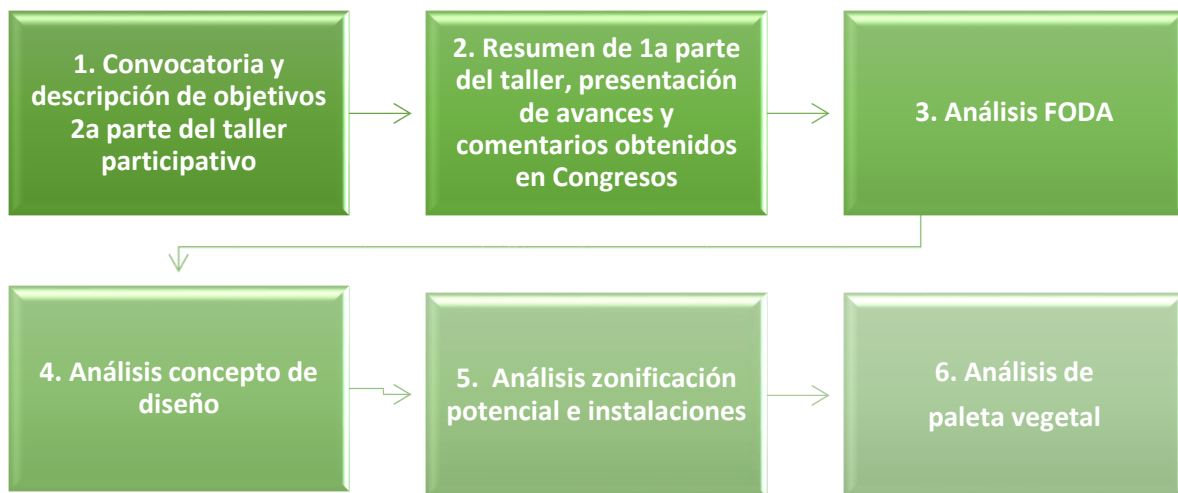 1. Convocatoria y
descripción de objetivos
2a parte del taller
participativo
2. Resumen de 1a parte
del taller, presentación
de avances y
comentarios obtenidos
en Congresos
3. Análisis FODA
4. Análisis concepto de
diseño
5. Análisis zonificación
potencial e instalaciones
6. Análisis de
paleta vegetal